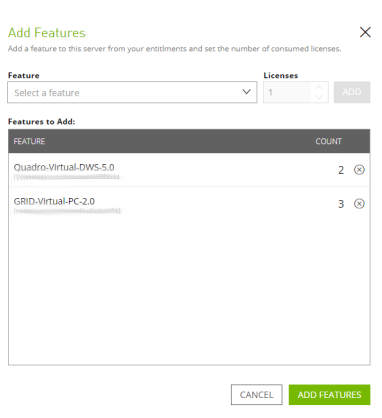 Add Features
Add a feature to this server from your entitlments and set the number of consumed licenses.
Feature Licenses
Select a feature 1 ADD
Features to Add:
FEATURE COUNT
Quadro-Virtual-DWS-5.0 2
GRID-Virtual-PC-2.0 3
CANCEL ADD FEATURES